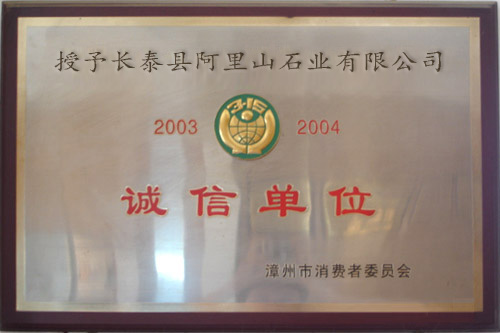 授予长泰县阿里山石业有限公司
2003 315 2004
诚信单位
漳州市消费者委员会